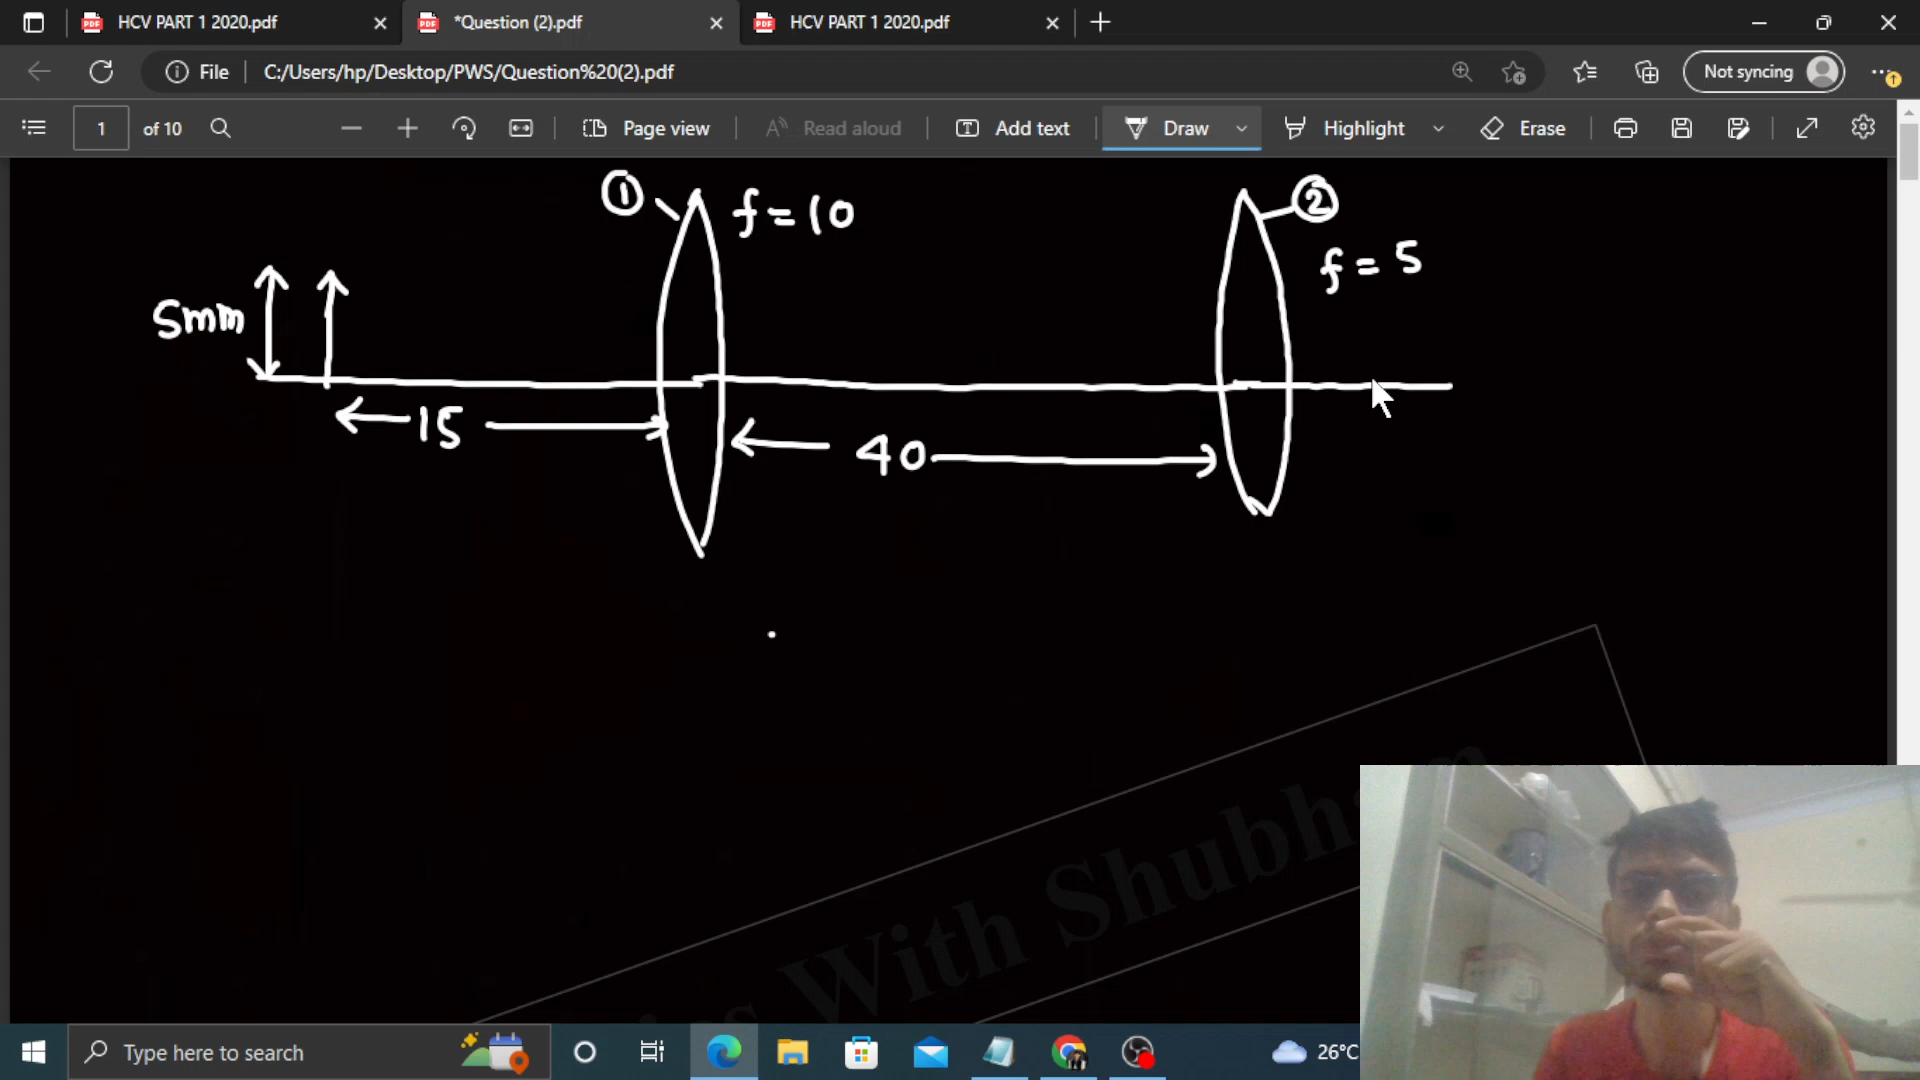 HCV PART 1 2020.pdf
*Question (2).pdf
HCV PART 1 2020.pdf
File
C:/Users/hp/Desktop/PWS/Question%20(2).pdf
Not syncing
1 of 10
Page view
Read aloud
Add text
Draw
Highlight
Erase
① f = 10
②
f = 5
5mm
15
40
With Shubham
Type here to search
26°C